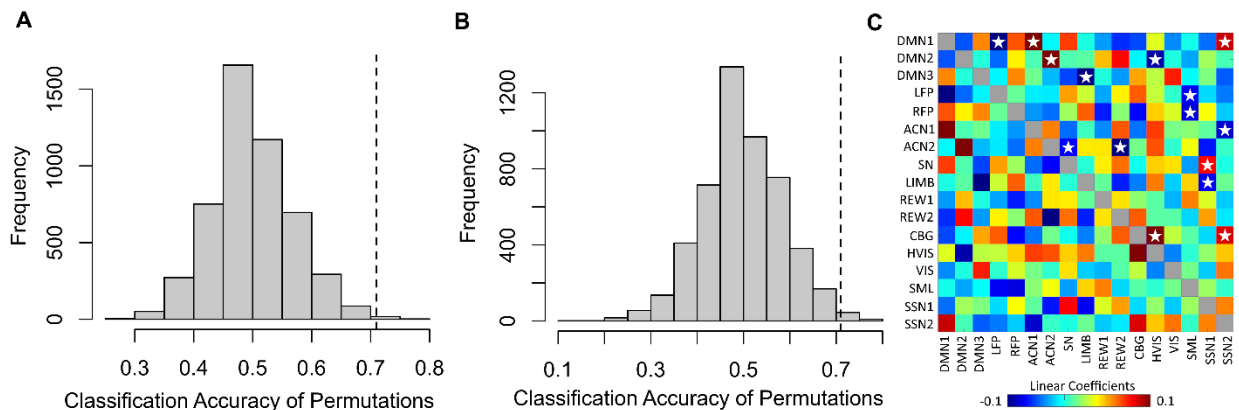 A
Frequency
0
500
1000
1500
0.3
0.4
0.5
0.6
0.7
0.8
Classification Accuracy of Permutations
B
Frequency
0
400
800
1200
0.1
0.3
0.5
0.7
Classification Accuracy of Permutations
C
DMN1
DMN2
DMN3
LFP
RFP
ACN1
ACN2
SN
LIMB
REW1
REW2
CBG
HVIS
VIS
SML
SSN1
SSN2
DMN1
DMN2
DMN3
LFP
RFP
ACN1
ACN2
SN
LIMB
REW1
REW2
CBG
HVIS
VIS
SML
SSN1
SSN2
Linear Coefficients
-0.1 0.1